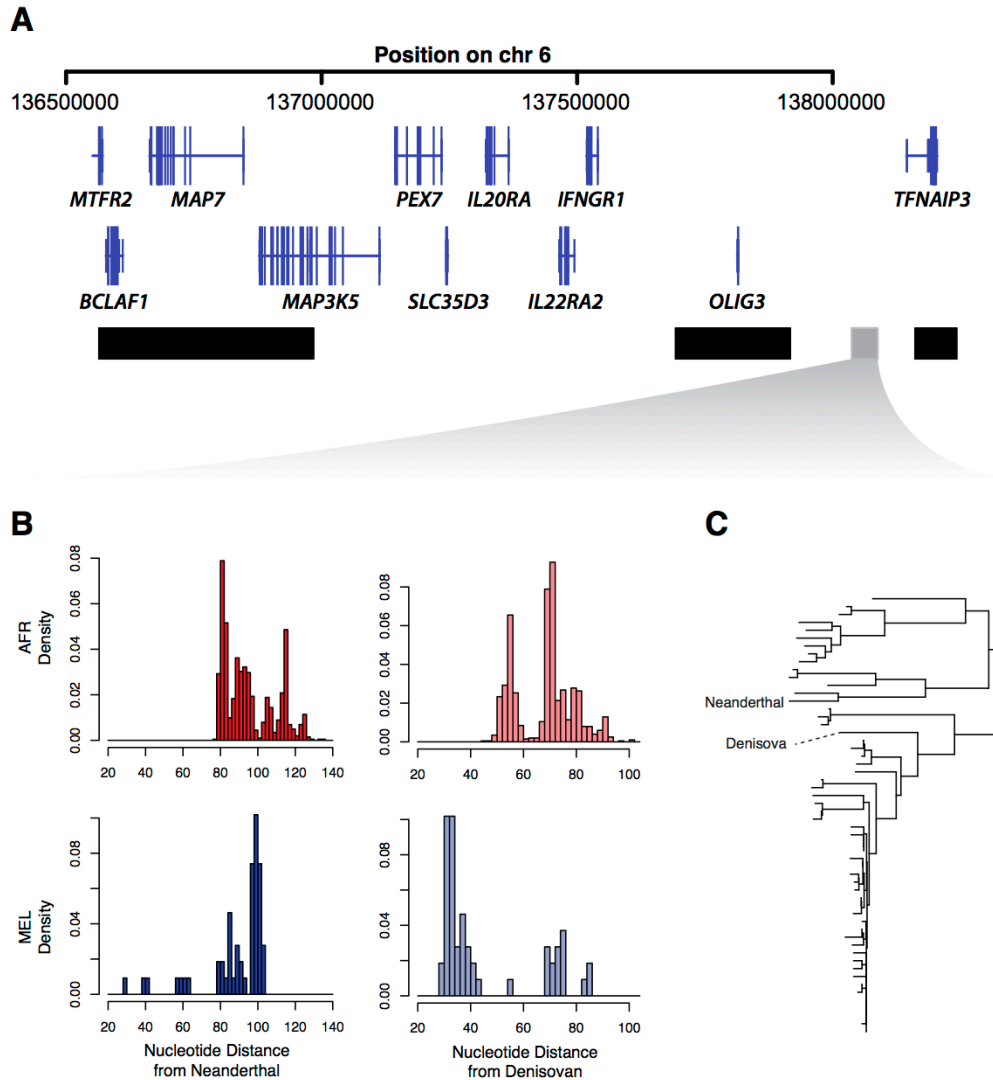 A
Position on chr 6
136500000 137000000 137500000 138000000
MTFR2 MAP7 PEX7 IL20RA IFNGR1 TFNAIP3
BCLAF1 MAP3K5 SLC35D3 IL22RA2 OLIG3
B
C
AFR
Density
0.00 0.02 0.04 0.06 0.08
20 40 60 80 100 120 140
0.00 0.02 0.04 0.06 0.08
20 40 60 80 100
MEL
Density
0.00 0.04 0.08
20 40 60 80 100 120 140
Nucleotide Distance
from Neanderthal
0.00 0.04 0.08
20 40 60 80 100
Nucleotide Distance
from Denisovan
Neanderthal
Denisova